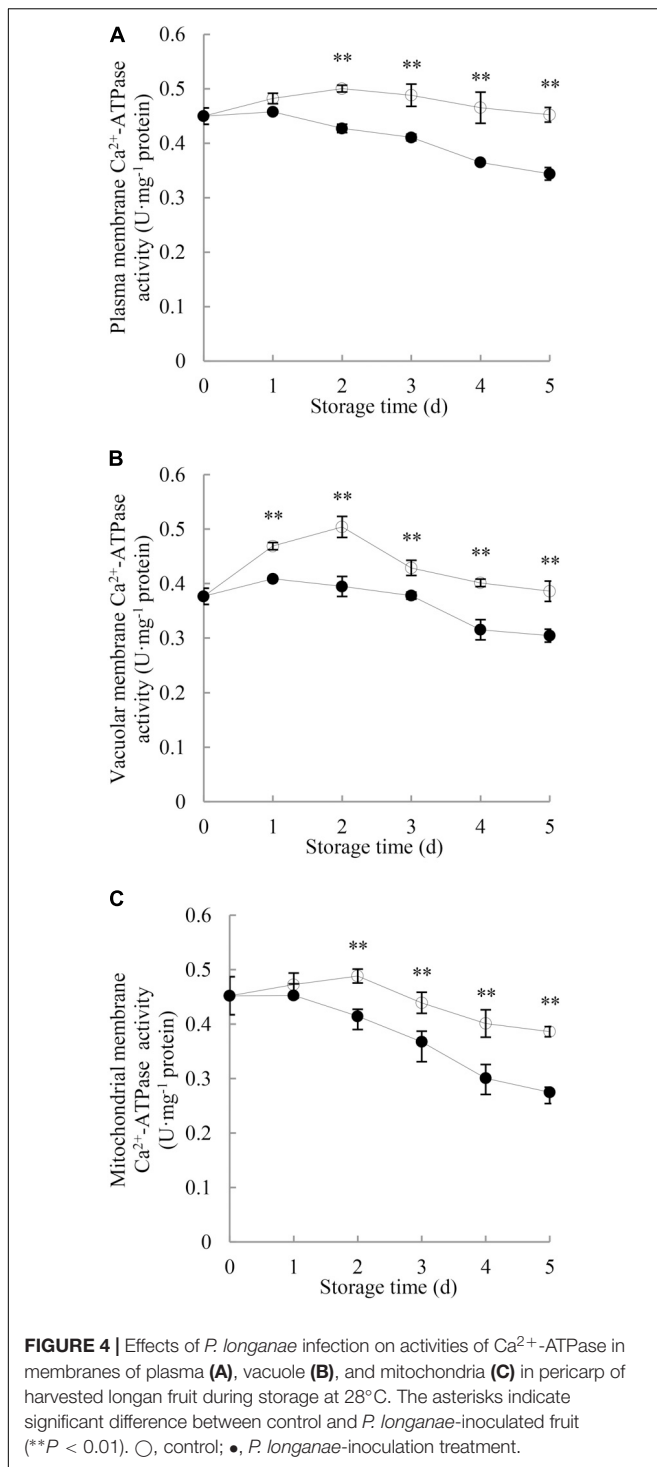 A
** ** ** **
0.6
0.5
0.4
0.3
0.2
0.1
0
Plasma membrane Ca²⁺-ATPase
activity (U·mg⁻¹ protein)
0 1 2 3 4 5
Storage time (d)
B
** ** ** ** **
0.6
0.5
0.4
0.3
0.2
0.1
0
Vacuolar membrane Ca²⁺-ATPase
activity (U·mg⁻¹ protein)
0 1 2 3 4 5
Storage time (d)
C
** ** ** **
0.6
0.5
0.4
0.3
0.2
0.1
0
Mitochondrial membrane
Ca²⁺-ATPase activity
(U·mg⁻¹ protein)
0 1 2 3 4 5
Storage time (d)
FIGURE 4 | Effects of P. longanae infection on activities of Ca²⁺-ATPase in
membranes of plasma (A), vacuole (B), and mitochondria (C) in pericarp of
harvested longan fruit during storage at 28°C. The asterisks indicate
significant difference between control and P. longanae-inoculated fruit
(**P < 0.01). ○, control; •, P. longanae-inoculation treatment.